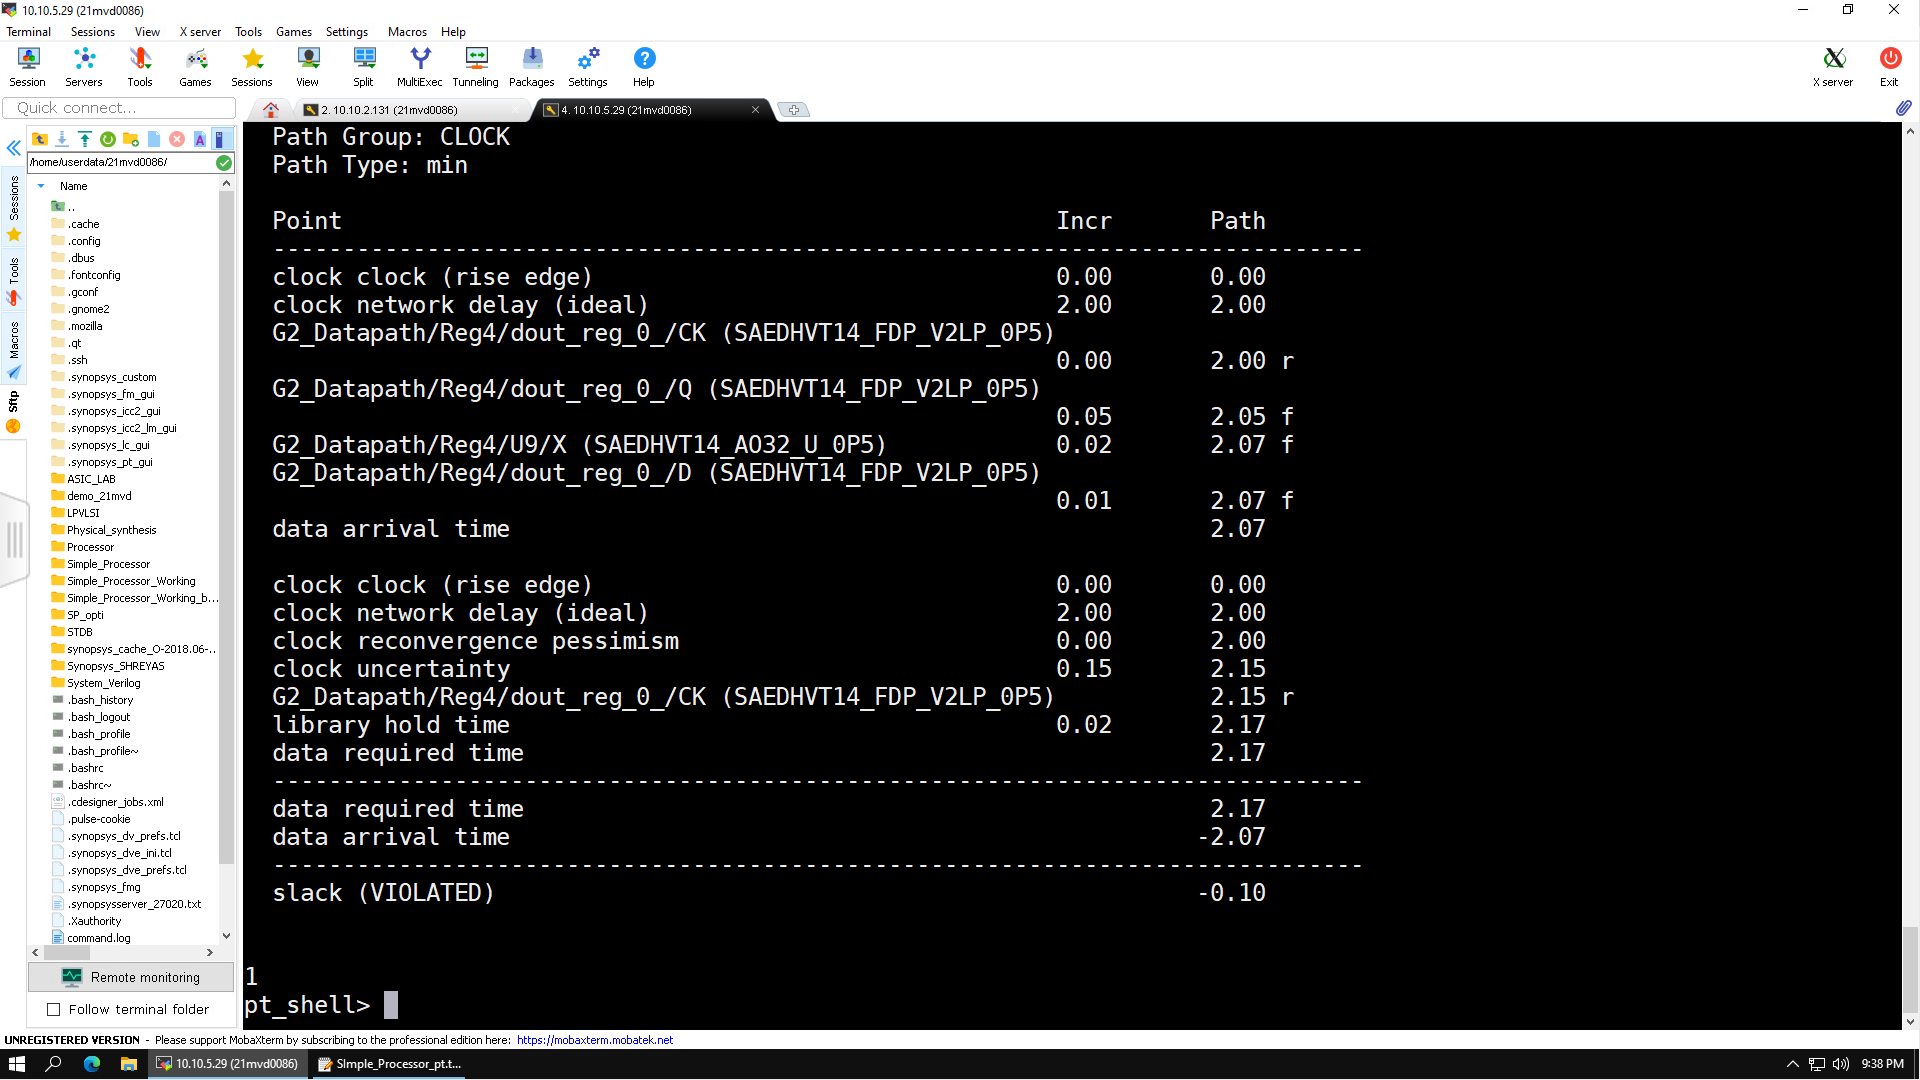 10.10.5.29 (21mvd0086)
Terminal Sessions View X server Tools Games Settings Macros Help
Session Servers Tools Games Sessions View Split MultiExec Tunneling Packages Settings Help X server Exit
Quick connect...
2. 10.10.2.131 (21mvd0086)
4. 10.10.5.29 (21mvd0086)
/home/userdata/21mvd0086/
Sessions
Tools
Macros
Sftp
Name
..
.cache
.config
.dbus
.fontconfig
.gconf
.gnome2
.mozilla
.qt
.ssh
.synopsys_custom
.synopsys_fm_gui
.synopsys_icc2_gui
.synopsys_icc2_lm_gui
.synopsys_lc_gui
.synopsys_pt_gui
ASIC_LAB
demo_21mvd
LPVLSI
Physical_synthesis
Processor
Simple_Processor
Simple_Processor_Working
Simple_Processor_Working_b...
SP_opti
STDB
synopsys_cache_O-2018.06-..
Synopsys_SHREYAS
System_Verilog
.bash_history
.bash_logout
.bash_profile
.bash_profile~
.bashrc
.bashrc~
.cdesigner_jobs.xml
.pulse-cookie
.synopsys_dv_prefs.tcl
.synopsys_dve_ini.tcl
.synopsys_dve_prefs.tcl
.synopsys_fmg
.synopsysserver_27020.txt
.Xauthority
command.log
Remote monitoring
Follow terminal folder
Path Group: CLOCK
Path Type: min
Point Incr Path
------------------------------------------------------------------------------
clock clock (rise edge) 0.00 0.00
clock network delay (ideal) 2.00 2.00
G2_Datapath/Reg4/dout_reg_0_/CK (SAEDHVT14_FDP_V2LP_0P5)
0.00 2.00 r
G2_Datapath/Reg4/dout_reg_0_/Q (SAEDHVT14_FDP_V2LP_0P5)
0.05 2.05 f
G2_Datapath/Reg4/U9/X (SAEDHVT14_AO32_U_0P5) 0.02 2.07 f
G2_Datapath/Reg4/dout_reg_0_/D (SAEDHVT14_FDP_V2LP_0P5)
0.01 2.07 f
data arrival time 2.07
clock clock (rise edge) 0.00 0.00
clock network delay (ideal) 2.00 2.00
clock reconvergence pessimism 0.00 2.00
clock uncertainty 0.15 2.15
G2_Datapath/Reg4/dout_reg_0_/CK (SAEDHVT14_FDP_V2LP_0P5) 2.15 r
library hold time 0.02 2.17
data required time 2.17
------------------------------------------------------------------------------
data required time 2.17
data arrival time -2.07
------------------------------------------------------------------------------
slack (VIOLATED) -0.10
1
pt_shell>
UNREGISTERED VERSION - Please support MobaXterm by subscribing to the professional edition here: https://mobaxterm.mobatek.net
10.10.5.29 (21mvd0086)
SImple_Processor_pt.t...
9:38 PM